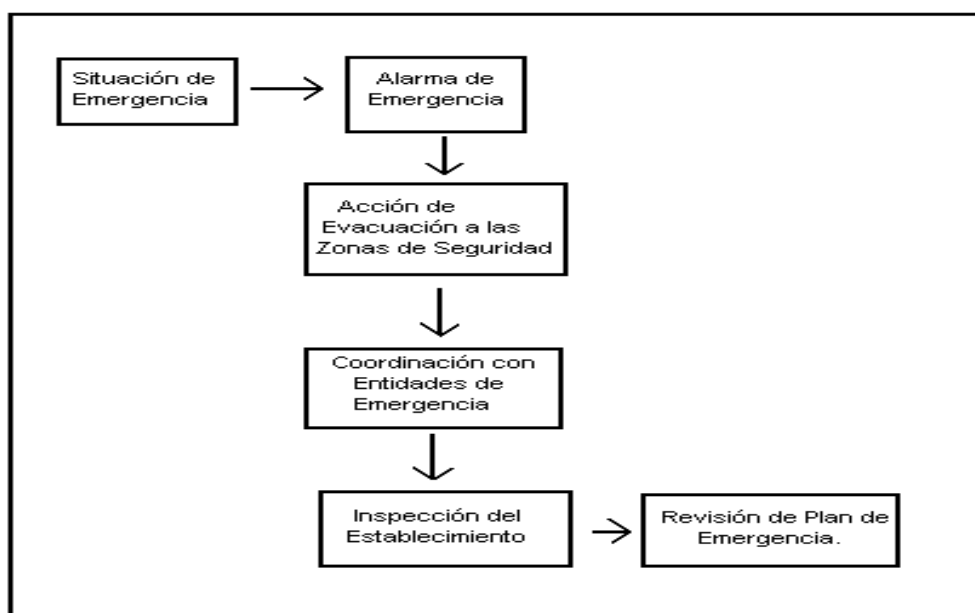 Situación de
Emergencia
Alarma de
Emergencia
Acción de
Evacuación a las
Zonas de Seguridad
Coordinación con
Entidades de
Emergencia
Inspección del
Establecimiento
Revisión de Plan de
Emergencia.